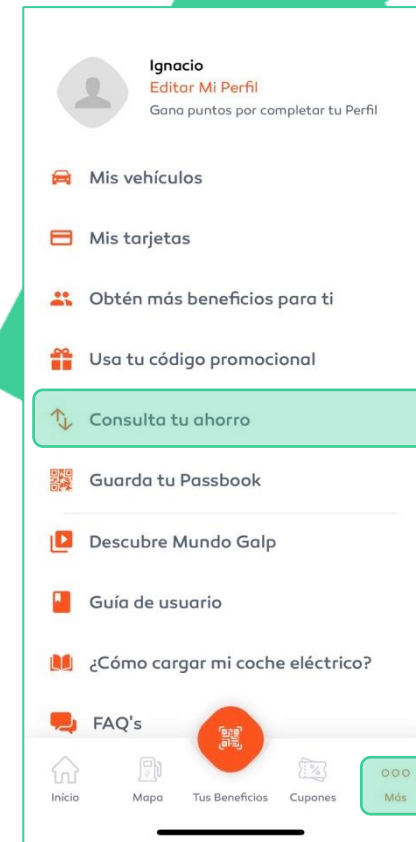 Ignacio
Editar Mi Perfil
Gana puntos por completar tu Perfil
Mis vehículos
Mis tarjetas
Obtén más beneficios para ti
Usa tu código promocional
Consulta tu ahorro
Guarda tu Passbook
Descubre Mundo Galp
Guía de usuario
¿Cómo cargar mi coche eléctrico?
FAQ's
Início
Mapa
Tus Beneficios
Cupones
Más